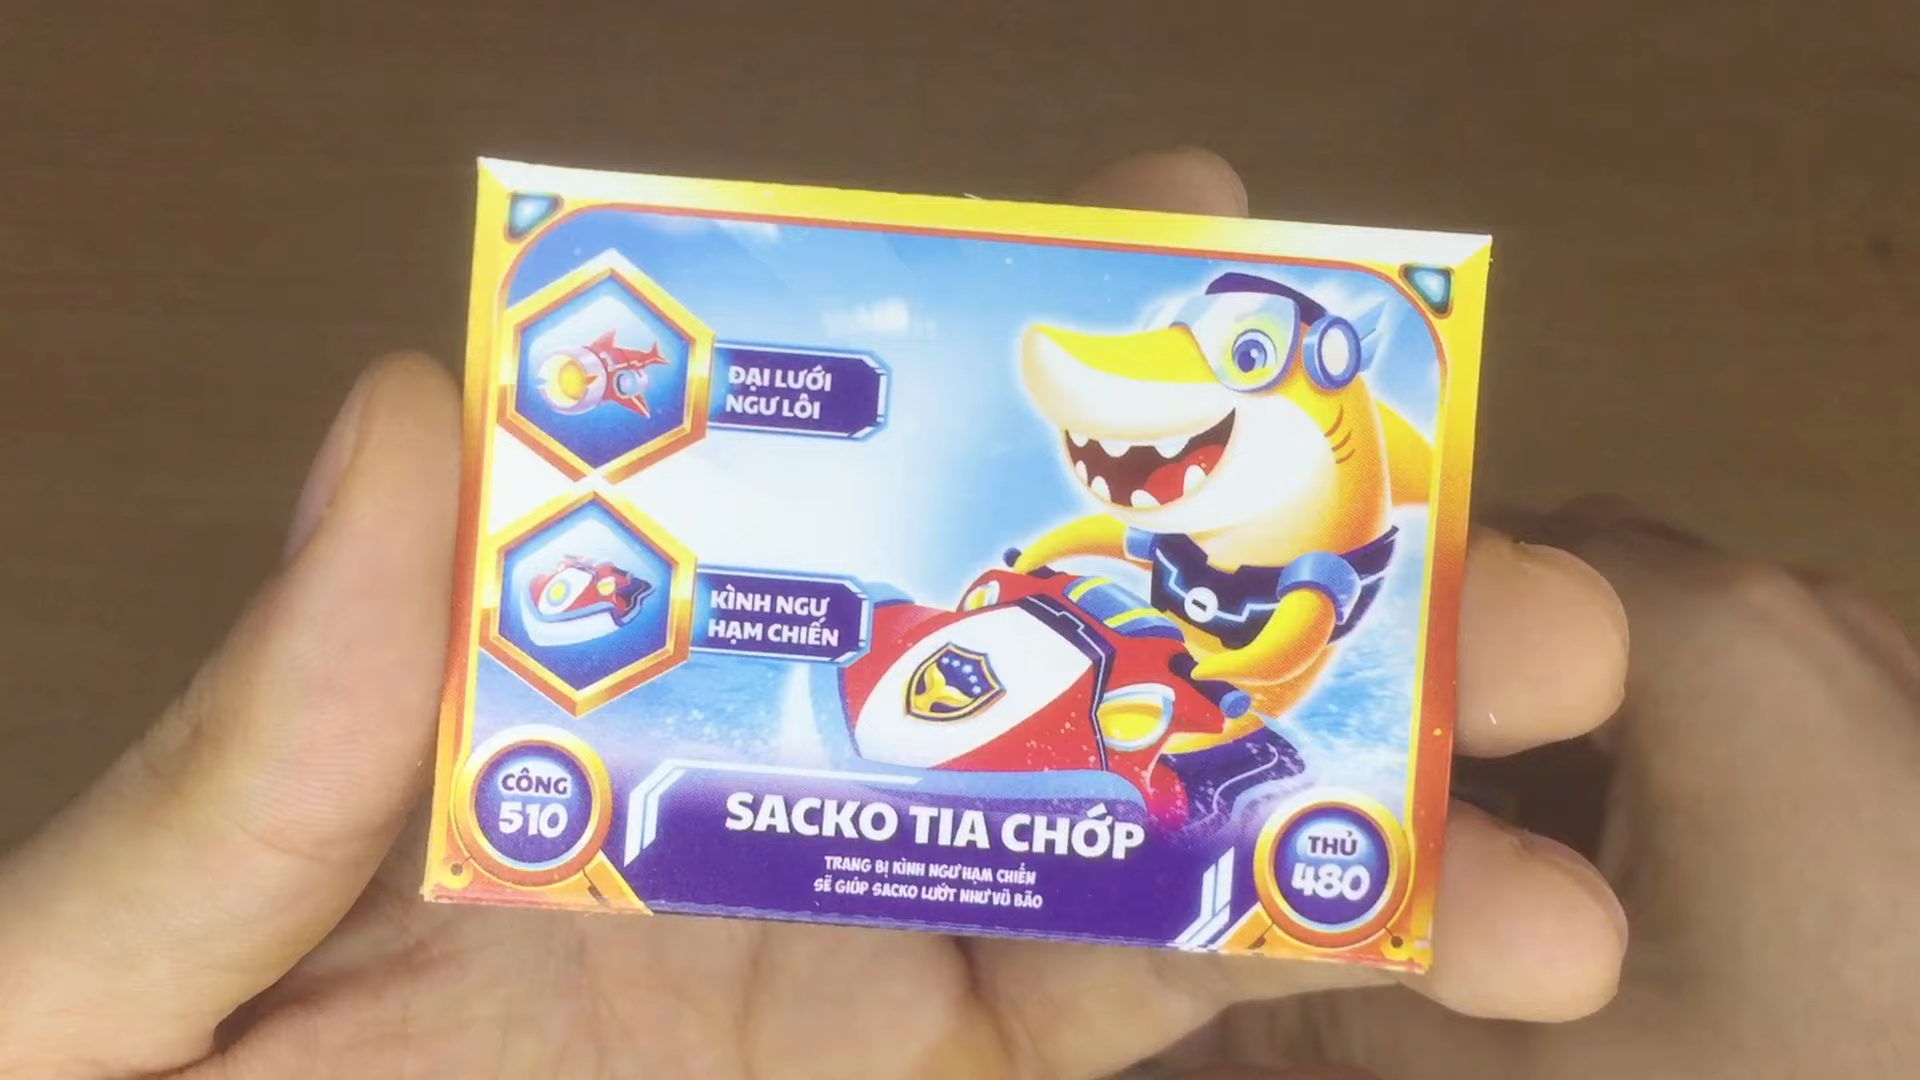 ĐẠI LƯỚI
NGƯ LÔI
KÌNH NGƯ
HẠM CHIẾN
CÔNG
510
SACKO TIA CHỚP
TRANG BỊ KÌNH NGƯ HẠM CHIẾN
SẼ GIÚP SACKO LƯỚT NHƯ VŨ BÃO
THỦ
480